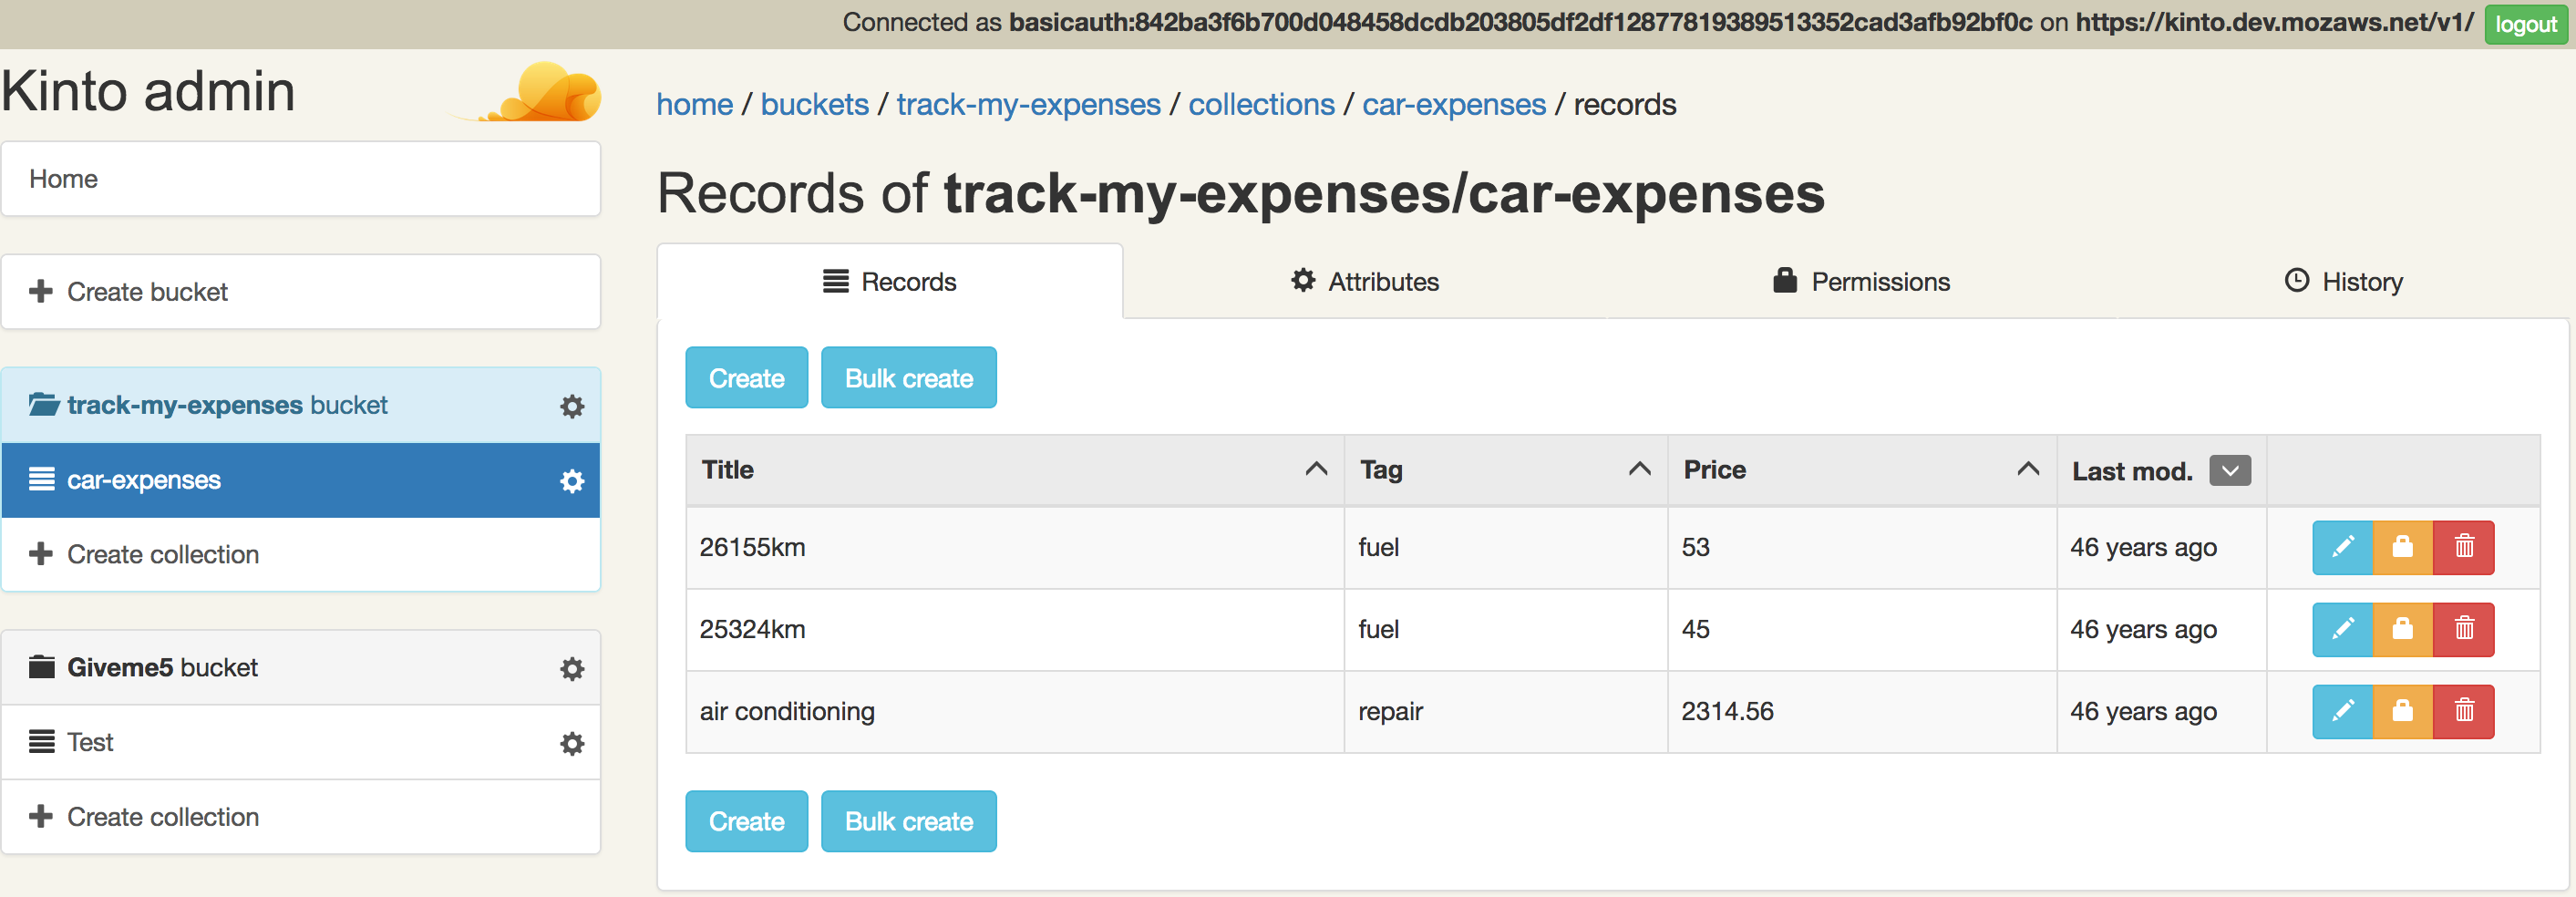 Connected as basicauth:842ba3f6b700d048458dcdb203805df2df12877819389513352cad3afb92bf0c on https://kinto.dev.mozaws.net/v1/ logout
Kinto admin
Home
Create bucket
track-my-expenses bucket
car-expenses
Create collection
Giveme5 bucket
Test
Create collection
home / buckets / track-my-expenses / collections / car-expenses / records
Records of track-my-expenses/car-expenses
Records Attributes Permissions History
Create Bulk create
Title Tag Price Last mod.
26155km fuel 53 46 years ago
25324km fuel 45 46 years ago
air conditioning repair 2314.56 46 years ago
Create Bulk create